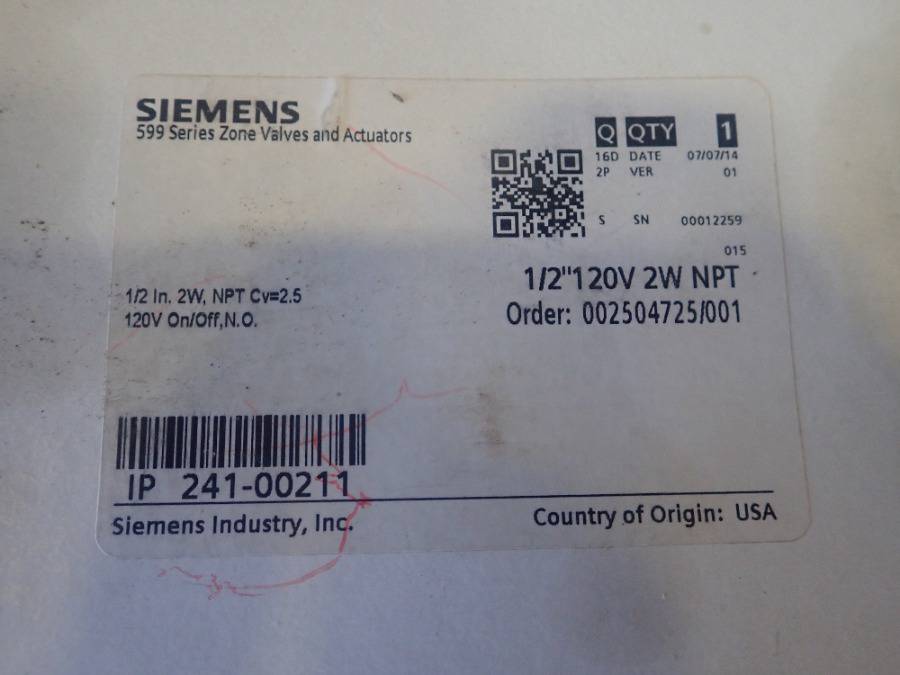 SIEMENS
599 Series Zone Valves and Actuators
Q QTY 1
16D DATE 07/07/14
2P VER 01
S SN 00012259
015
1/2"120V 2W NPT
Order: 002504725/001
1/2 In. 2W, NPT Cv=2.5
120V On/Off,N.O.
IP 241-00211
Siemens Industry, Inc.
Country of Origin: USA